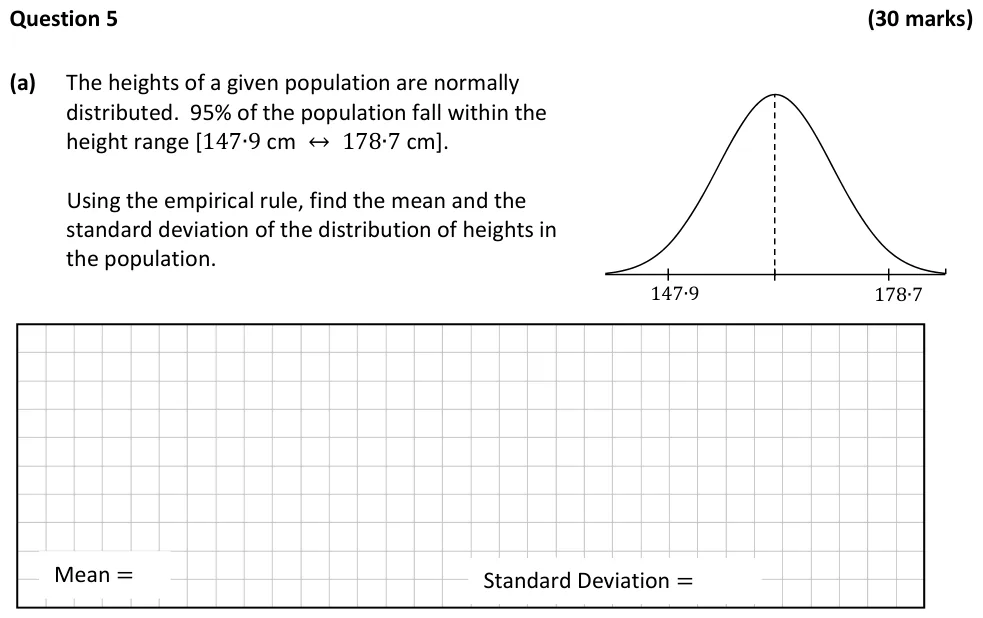 Question 5 (30 marks)
(a) The heights of a given population are normally
distributed. 95% of the population fall within the
height range [147·9 cm ↔ 178·7 cm].
Using the empirical rule, find the mean and the
standard deviation of the distribution of heights in
the population.
147·9 178·7
Mean = Standard Deviation =